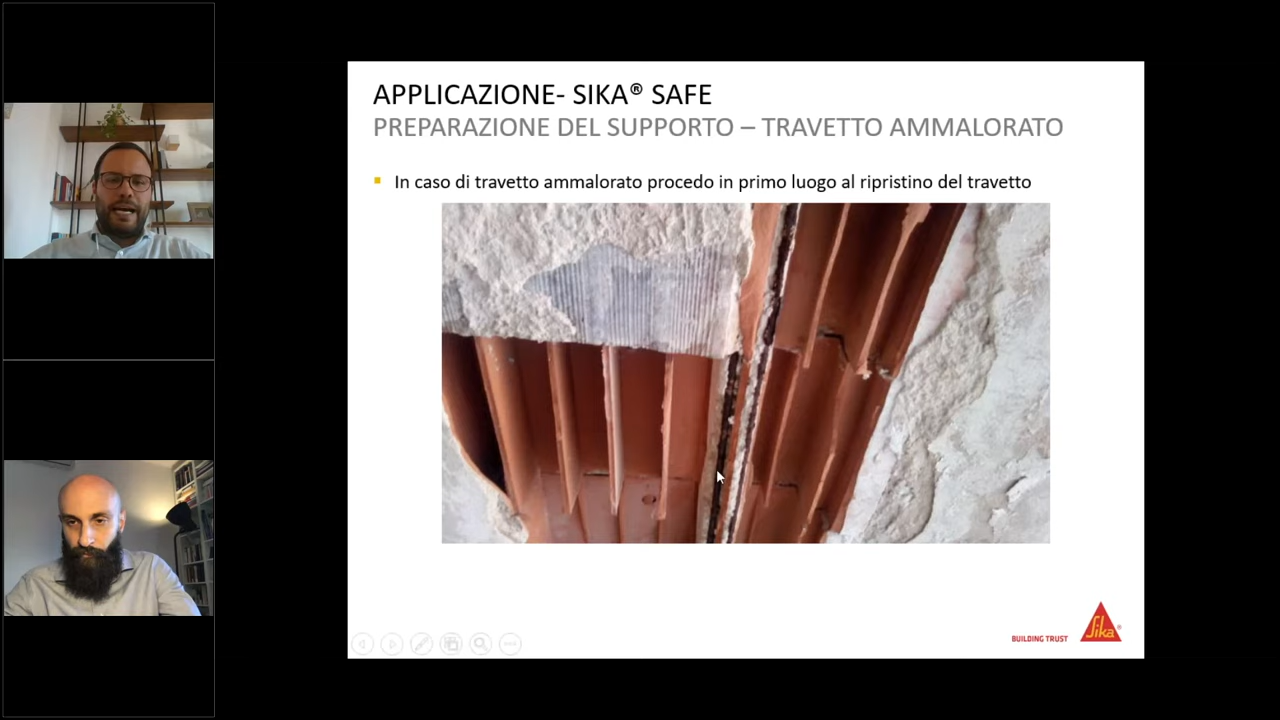 APPLICAZIONE- SIKA® SAFE
PREPARAZIONE DEL SUPPORTO – TRAVETTO AMMALORATO
In caso di travetto ammalorato procedo in primo luogo al ripristino del travetto
BUILDING TRUST
Sika®